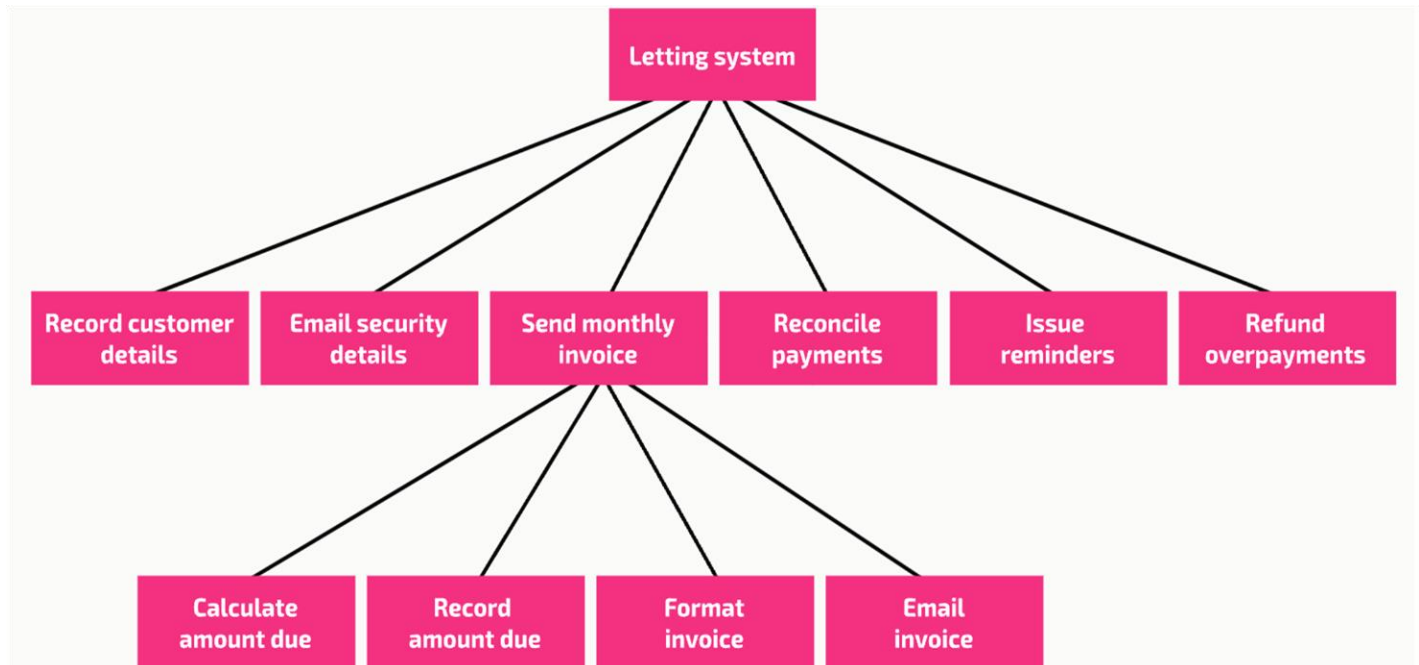 Letting system
Record customer
details
Email security
details
Send monthly
invoice
Reconcile
payments
Issue
reminders
Refund
overpayments
Calculate
amount due
Record
amount due
Format
invoice
Email
invoice